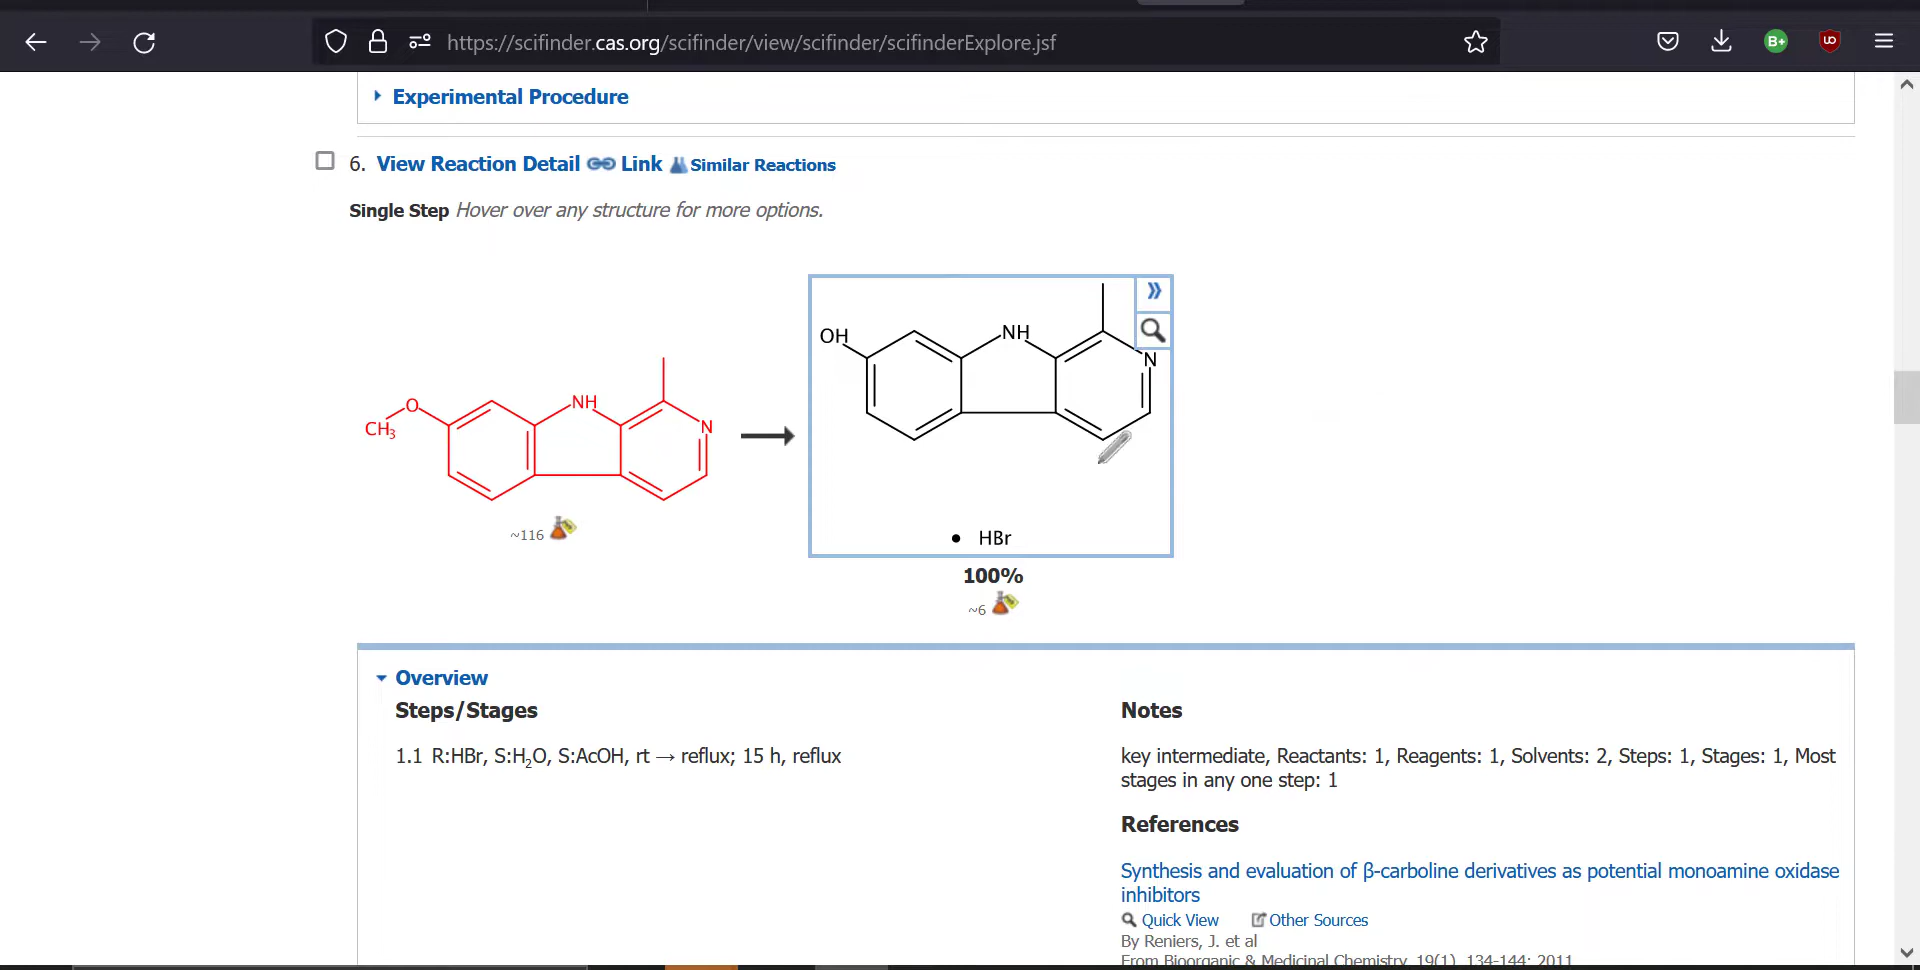 https://scifinder.cas.org/scifinder/view/scifinder/scifinderExplore.jsf
B+
UO
Experimental Procedure
6. View Reaction Detail Link Similar Reactions
Single Step Hover over any structure for more options.
OH NH N
O NH N
CH3
~116
• HBr
100%
~6
Overview
Steps/Stages
1.1 R:HBr, S:H2O, S:AcOH, rt → reflux; 15 h, reflux
Notes
key intermediate, Reactants: 1, Reagents: 1, Solvents: 2, Steps: 1, Stages: 1, Most
stages in any one step: 1
References
Synthesis and evaluation of β-carboline derivatives as potential monoamine oxidase
inhibitors
Quick View Other Sources
By Reniers, J. et al
From Bioorganic & Medicinal Chemistry, 19(1), 134-144; 2011